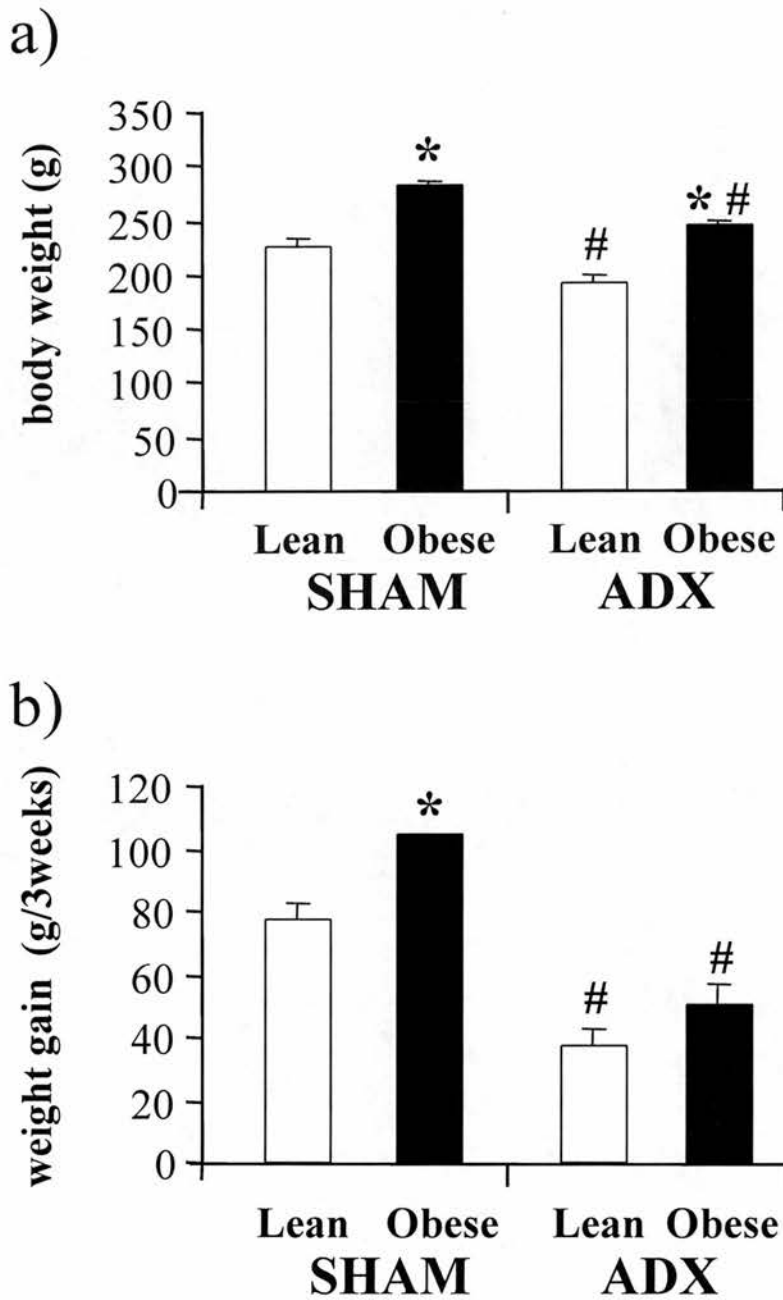 a)
body weight (g)
350
300
250
200
150
100
50
0
*
#
* #
Lean Obese Lean Obese
SHAM ADX
b)
weight gain (g/3weeks)
120
100
80
60
40
20
0
*
#
#
Lean Obese Lean Obese
SHAM ADX